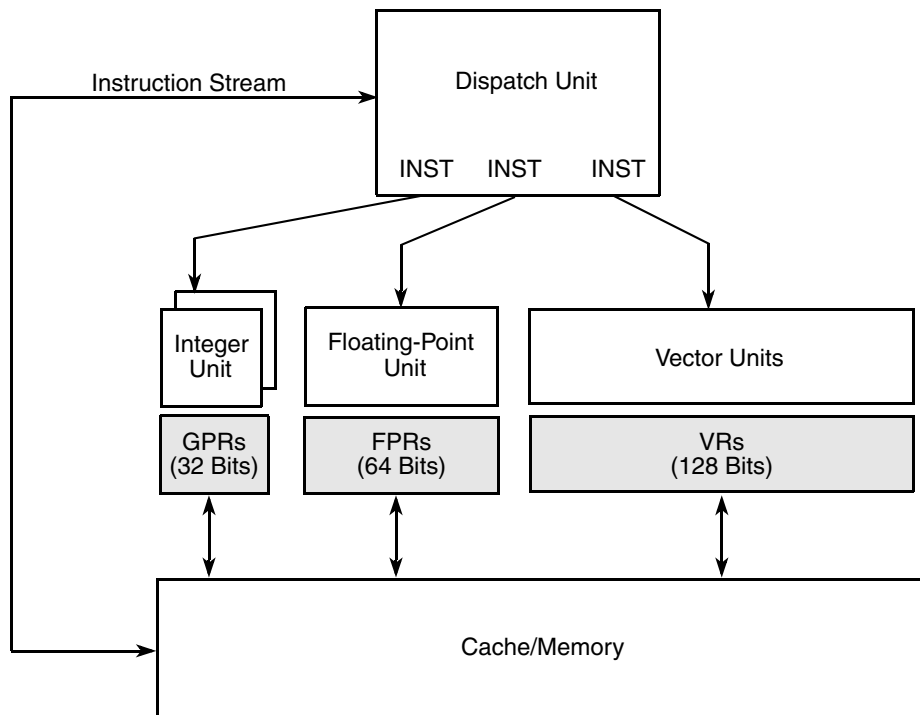 Instruction Stream
Dispatch Unit
INST INST INST
Integer
Unit
Floating-Point
Unit
Vector Units
GPRs
(32 Bits)
FPRs
(64 Bits)
VRs
(128 Bits)
Cache/Memory